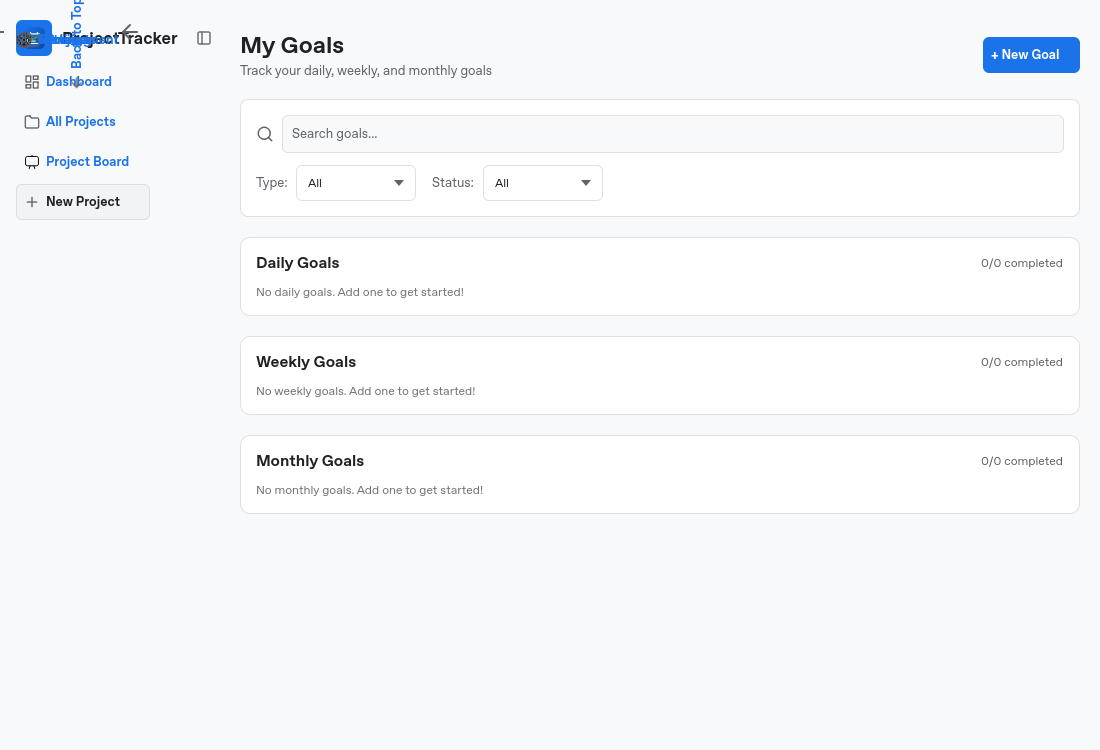 ProjectTracker
Back to Top
Dashboard
All Projects
Project Board
New Project
My Goals
Track your daily, weekly, and monthly goals
+ New Goal
Search goals...
Type:
All
Status:
All
Daily Goals
0/0 completed
No daily goals. Add one to get started!
Weekly Goals
0/0 completed
No weekly goals. Add one to get started!
Monthly Goals
0/0 completed
No monthly goals. Add one to get started!